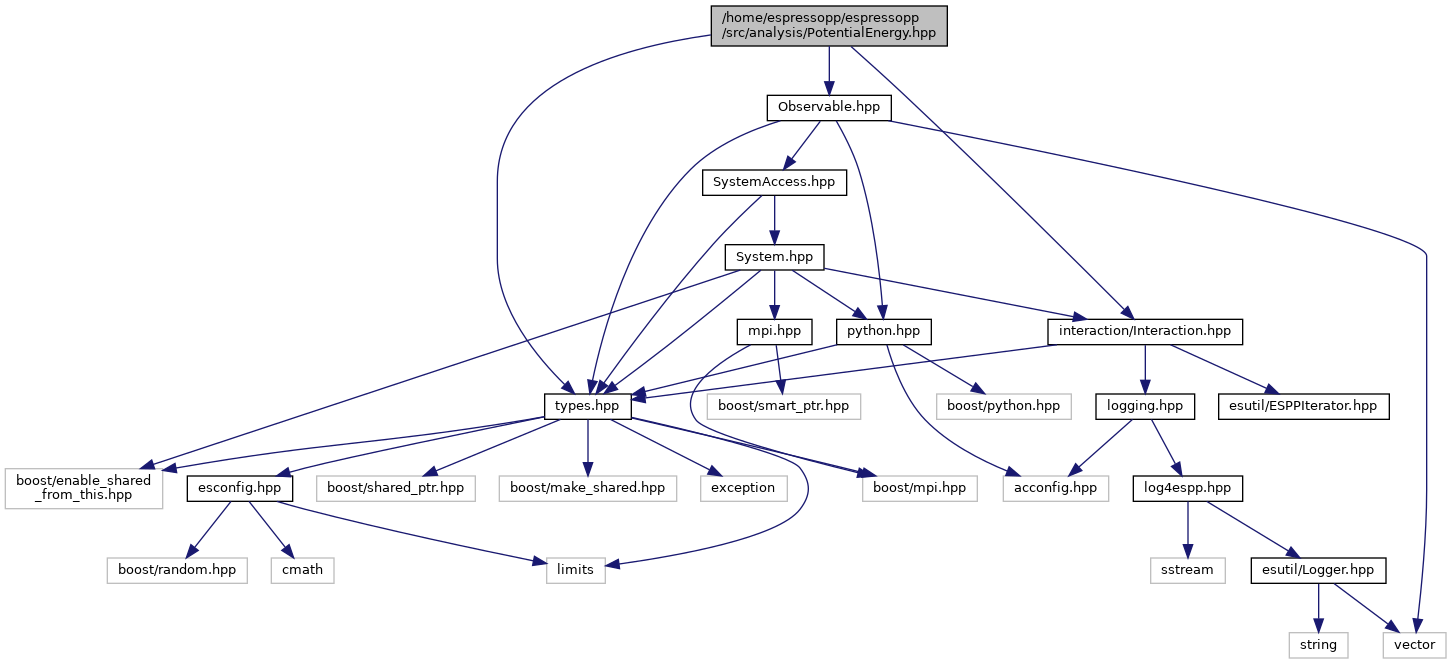 /home/espressopp/espressopp
/src/analysis/PotentialEnergy.hpp
Observable.hpp
SystemAccess.hpp
System.hpp
mpi.hpp
python.hpp
interaction/Interaction.hpp
types.hpp
boost/smart_ptr.hpp
boost/python.hpp
logging.hpp
esutil/ESPPIterator.hpp
boost/enable_shared
_from_this.hpp
esconfig.hpp
boost/shared_ptr.hpp
boost/make_shared.hpp
exception
boost/mpi.hpp
acconfig.hpp
log4espp.hpp
boost/random.hpp
cmath
limits
sstream
esutil/Logger.hpp
string
vector